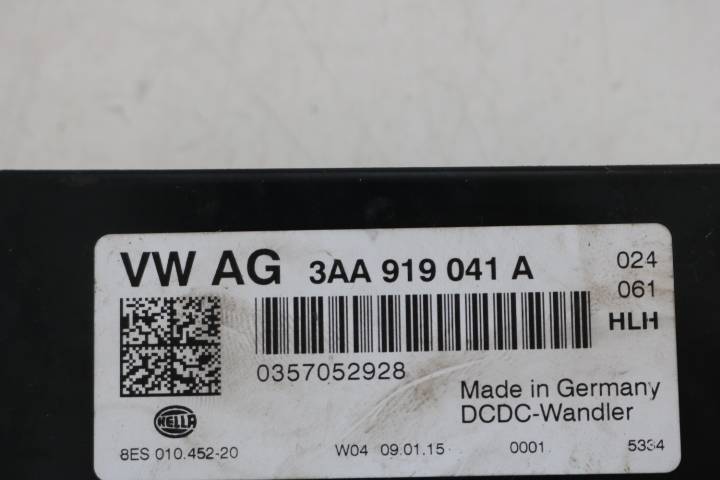 VW AG 3AA 919 041 A 024
061
HLH
0357052928
Made in Germany
DCDC-Wandler
HELLA
8ES 010.452-20 W04 09.01.15 0001 5334